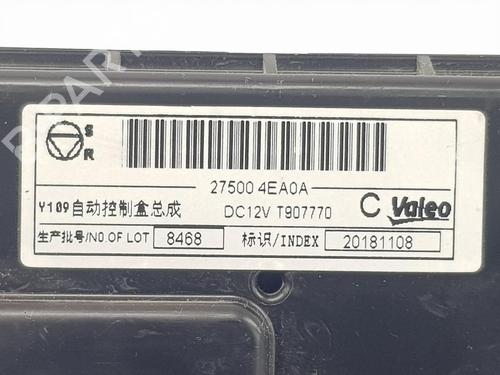 S
R
27500 4EA0A
Y109自动控制盒总成 DC12V T907770 C Valeo
生产批号/NO.OF LOT 8468 标识/INDEX 20181108